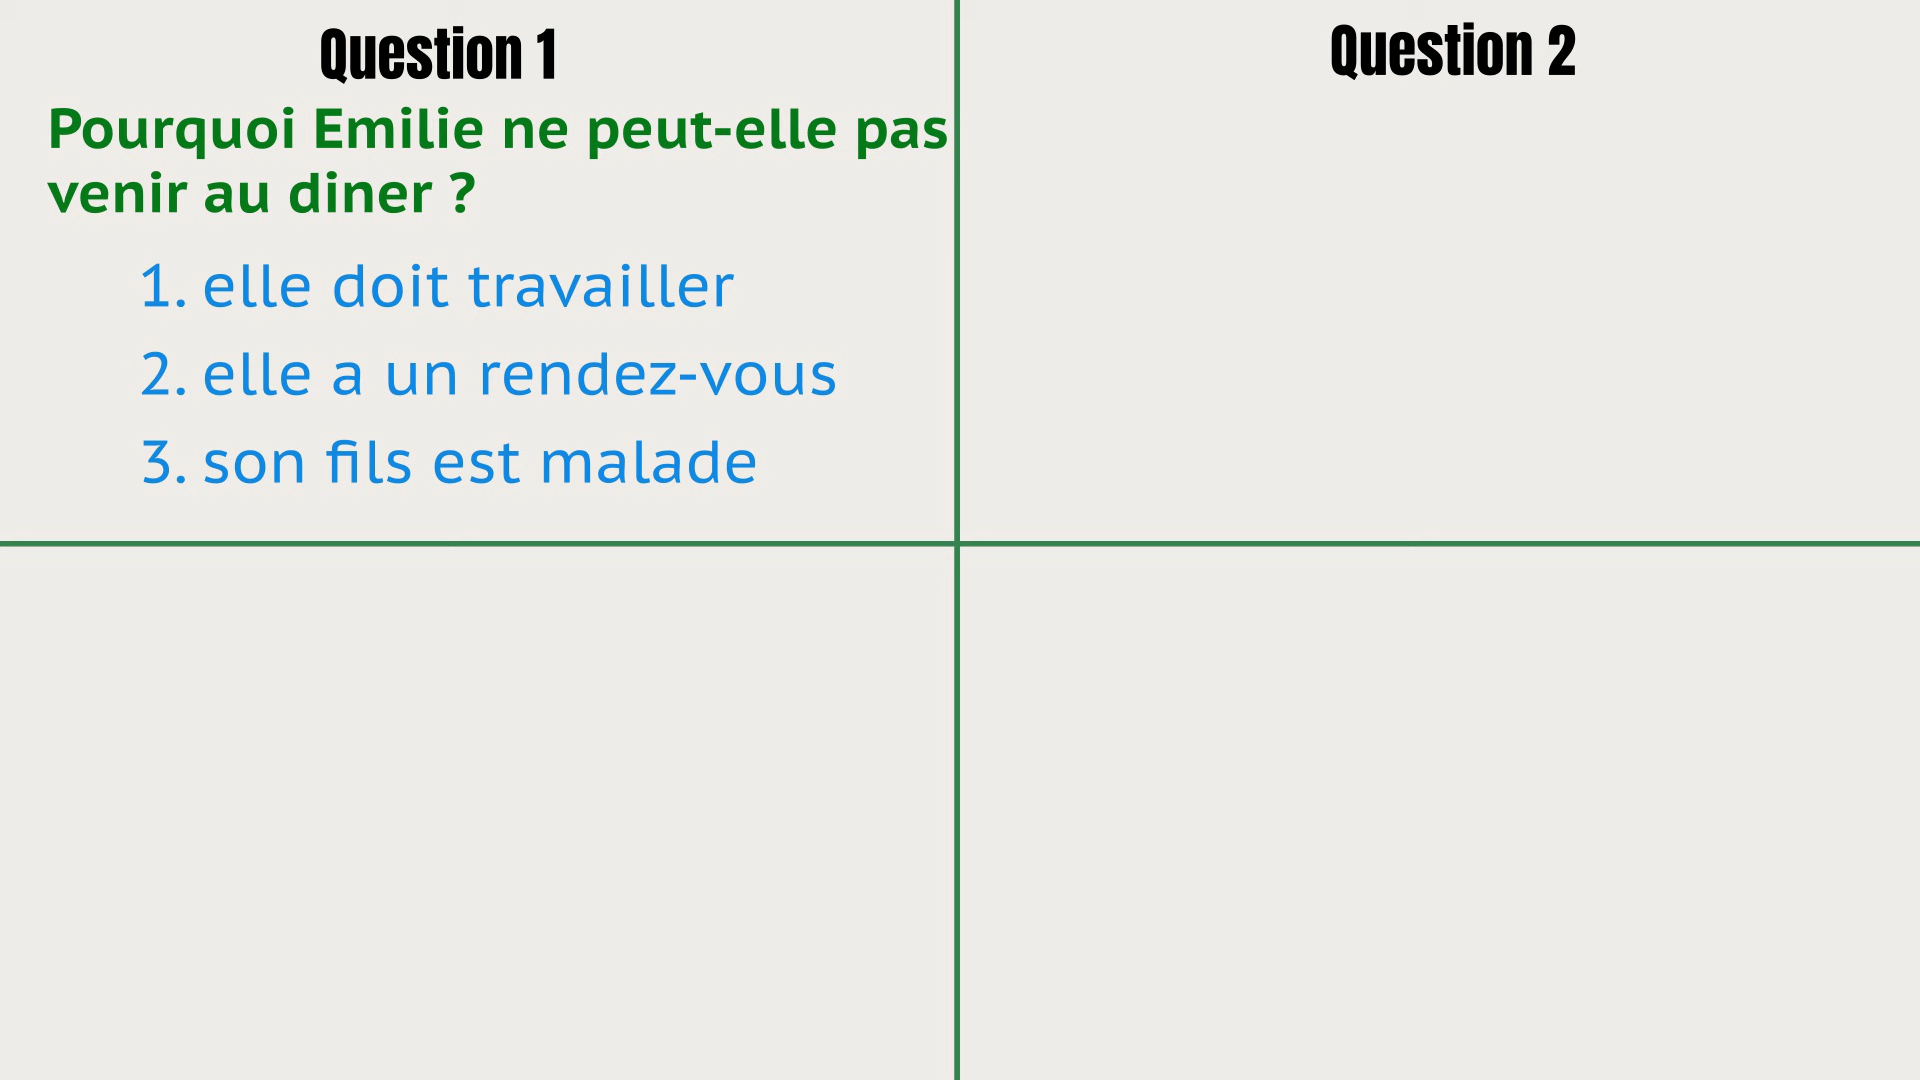 Question 1
Pourquoi Emilie ne peut-elle pas
venir au diner ?
1. elle doit travailler
2. elle a un rendez-vous
3. son fils est malade
Question 2